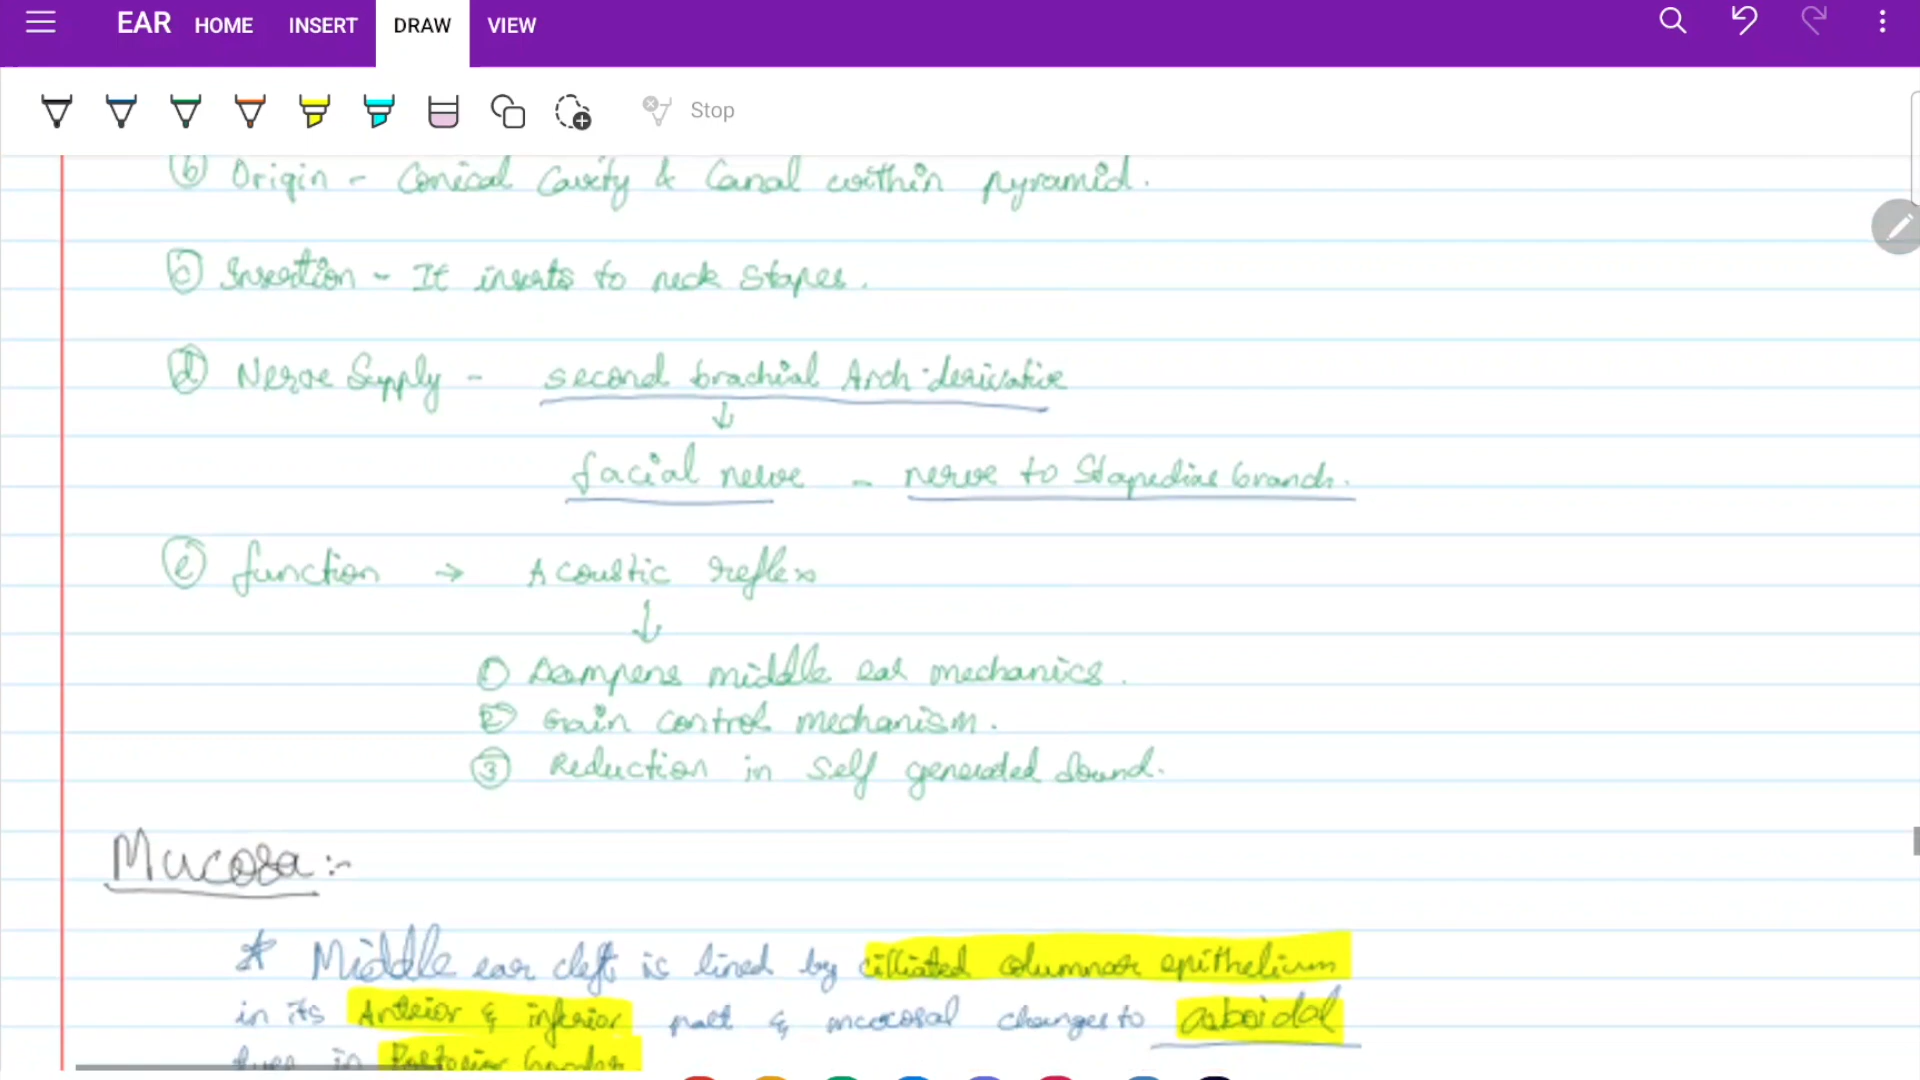 EAR HOME INSERT DRAW VIEW
Stop
(b) Origin - Conical Cavity & Canal within pyramid.
(c) Insertion - It inserts to neck stapes.
(d) Nerve Supply - second brachial Arch derivative
↓
facial nerve - nerve to Stapedius branch.
(e) function → Acoustic reflex
↓
① Dampens middle ear mechanics.
② Gain control mechanism.
③ Reduction in self generated sound.
Mucosa :-
* Middle ear cleft is lined by cilliated columnar epithelium
in its Anterior & inferior part & mucosal changes to
in Posterior